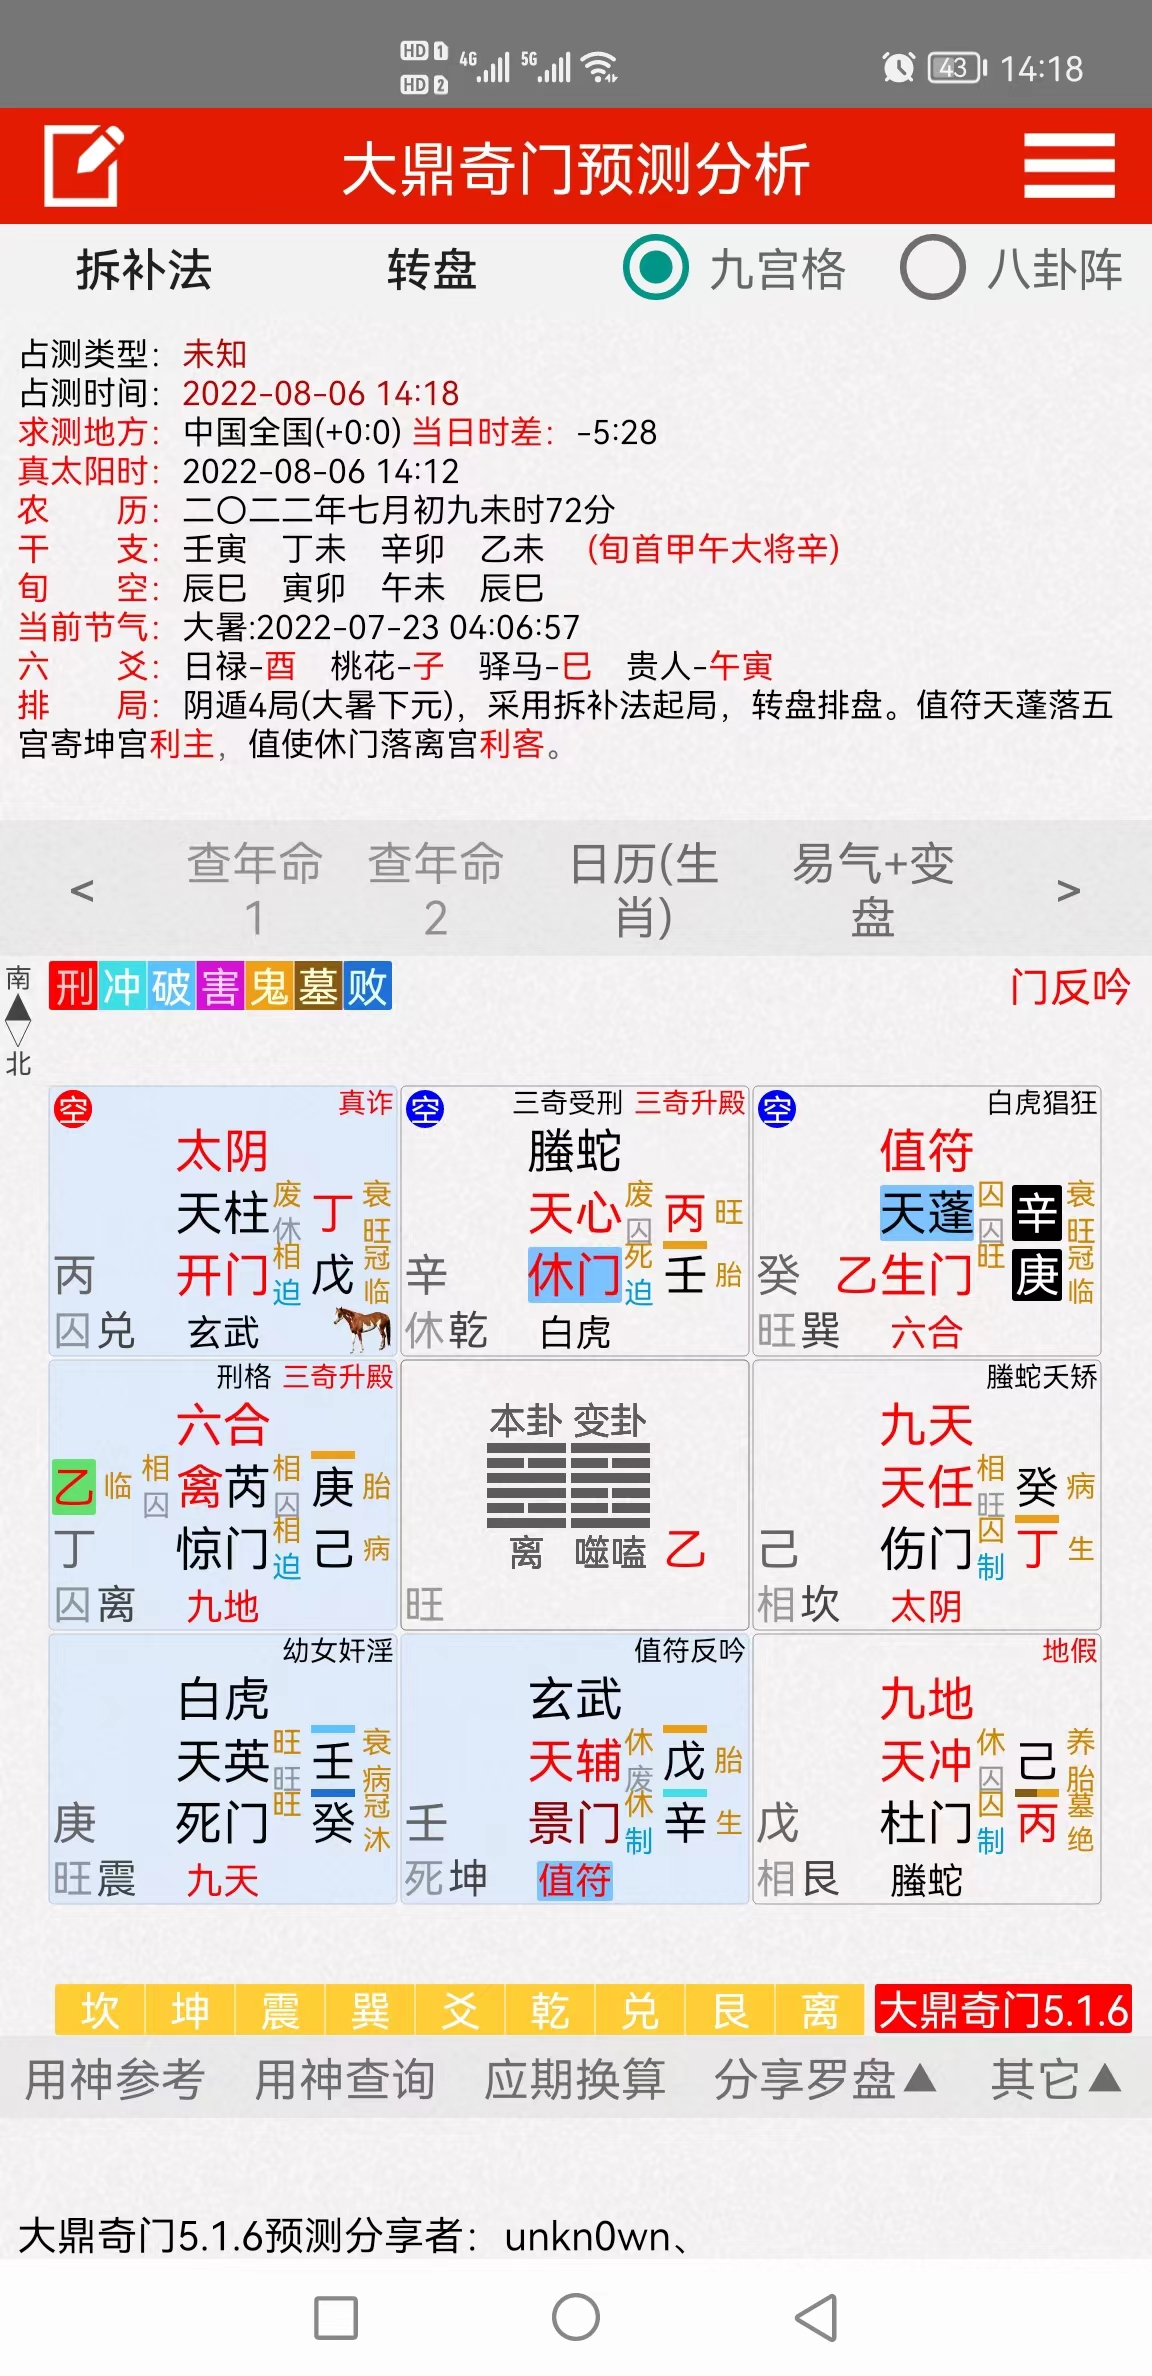 HD 1 4G 5G
HD 2 43 14:18
大鼎奇门预测分析
拆补法 转盘 九宫格 八卦阵
占测类型：未知
占测时间：2022-08-06 14:18
求测地方：中国全国(+0:0) 当日时差：-5:28
真太阳时：2022-08-06 14:12
农 历：二〇二二年七月初九未时72分
干 支：壬寅 丁未 辛卯 乙未 (旬首甲午大将辛)
旬 空：辰巳 寅卯 午未 辰巳
当前节气：大暑:2022-07-23 04:06:57
六 爻：日禄-酉 桃花-子 驿马-巳 贵人-午寅
排 局：阴遁4局(大暑下元)，采用拆补法起局，转盘排盘。值符天蓬落五
宫寄坤宫利主，值使休门落离宫利客。
< 查年命1 查年命2 日历(生肖) 易气+变盘 >
南
北
刑冲破害鬼墓败 门反吟
空 真诈
太阴
天柱 废休 丁 衰旺
丙 开门 相迫 戊 冠临
囚兑 玄武
空 三奇受刑 三奇升殿
螣蛇
天心 废囚 丙 旺
辛 休门 死迫 壬 胎
休乾 白虎
空 白虎猖狂
值符
天蓬 囚囚 辛 衰旺
癸 乙生门 旺 庚 冠临
旺巽 六合
刑格 三奇升殿
六合
乙 临 相囚 禽芮 相囚 庚 胎
丁 惊门 相迫 己 病
囚离 九地
本卦 变卦
离 噬嗑 乙
旺
螣蛇夭矫
九天
天任 相旺 癸 病
己 伤门 囚制 丁 生
相坎 太阴
幼女奸淫
白虎
天英 旺旺 壬 衰病
庚 死门 旺 癸 冠沐
旺震 九天
值符反吟
玄武
天辅 休废 戊 胎
壬 景门 休制 辛 生
死坤 值符
地假
九地
天冲 休囚 己 养胎
戊 杜门 囚制 丙 墓绝
相艮 螣蛇
坎 坤 震 巽 爻 乾 兑 艮 离 大鼎奇门5.1.6
用神参考 用神查询 应期换算 分享罗盘▲ 其它▲
大鼎奇门5.1.6预测分享者：unkn0wn、